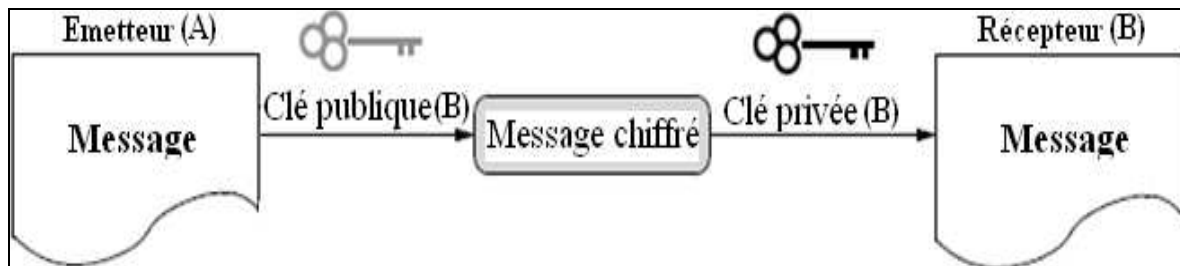 Emetteur (A)
Récepteur (B)
Clé publique (B)
Clé privée (B)
Message
Message chiffré
Message